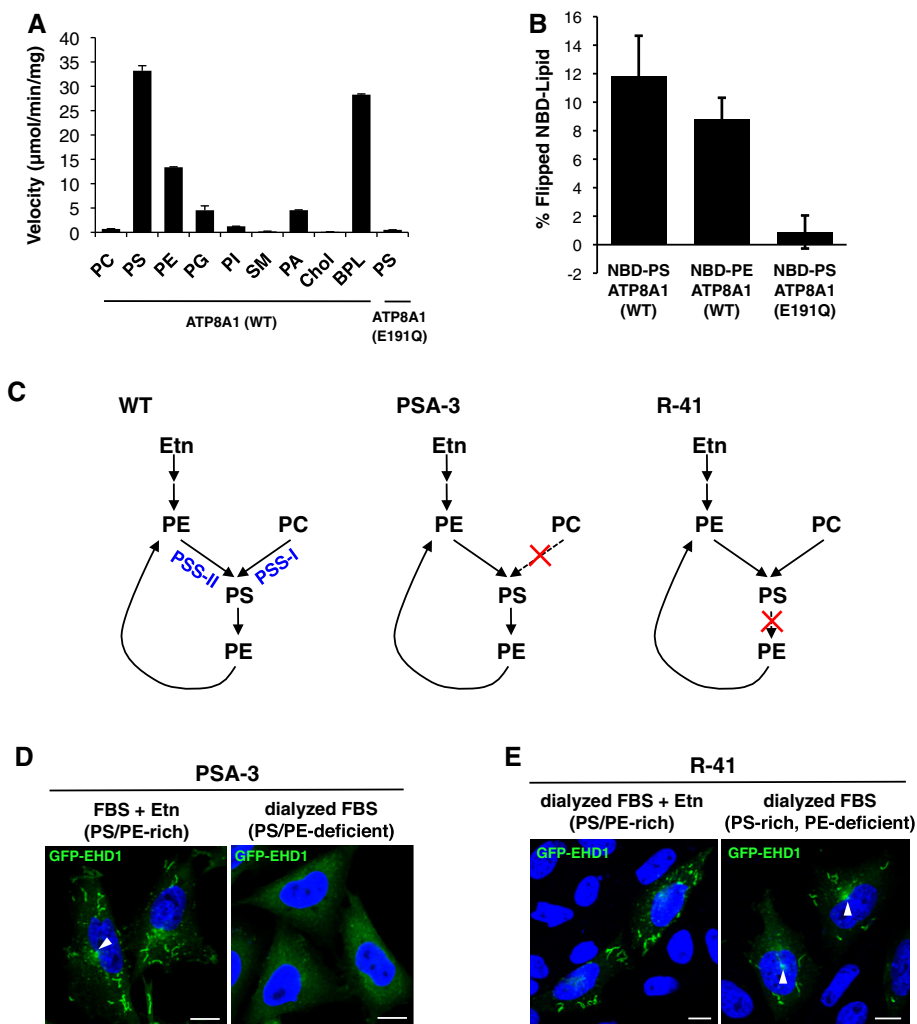 A
Velocity (µmol/min/mg)
40
35
30
25
20
15
10
5
0
PC
PS
PE
PG
PI
SM
PA
Chol
BPL
PS
ATP8A1 (WT)
ATP8A1
(E191Q)
B
% Flipped NBD-Lipid
16
14
12
10
8
6
4
2
0
-2
NBD-PS
ATP8A1
(WT)
NBD-PE
ATP8A1
(WT)
NBD-PS
ATP8A1
(E191Q)
C
WT
Etn
PE
PC
PSS-II
PSS-I
PS
PE
PSA-3
Etn
PE
PC
PS
PE
R-41
Etn
PE
PC
PS
PE
D
PSA-3
FBS + Etn
(PS/PE-rich)
dialyzed FBS
(PS/PE-deficient)
GFP-EHD1
GFP-EHD1
E
R-41
dialyzed FBS + Etn
(PS/PE-rich)
dialyzed FBS
(PS-rich, PE-deficient)
GFP-EHD1
GFP-EHD1